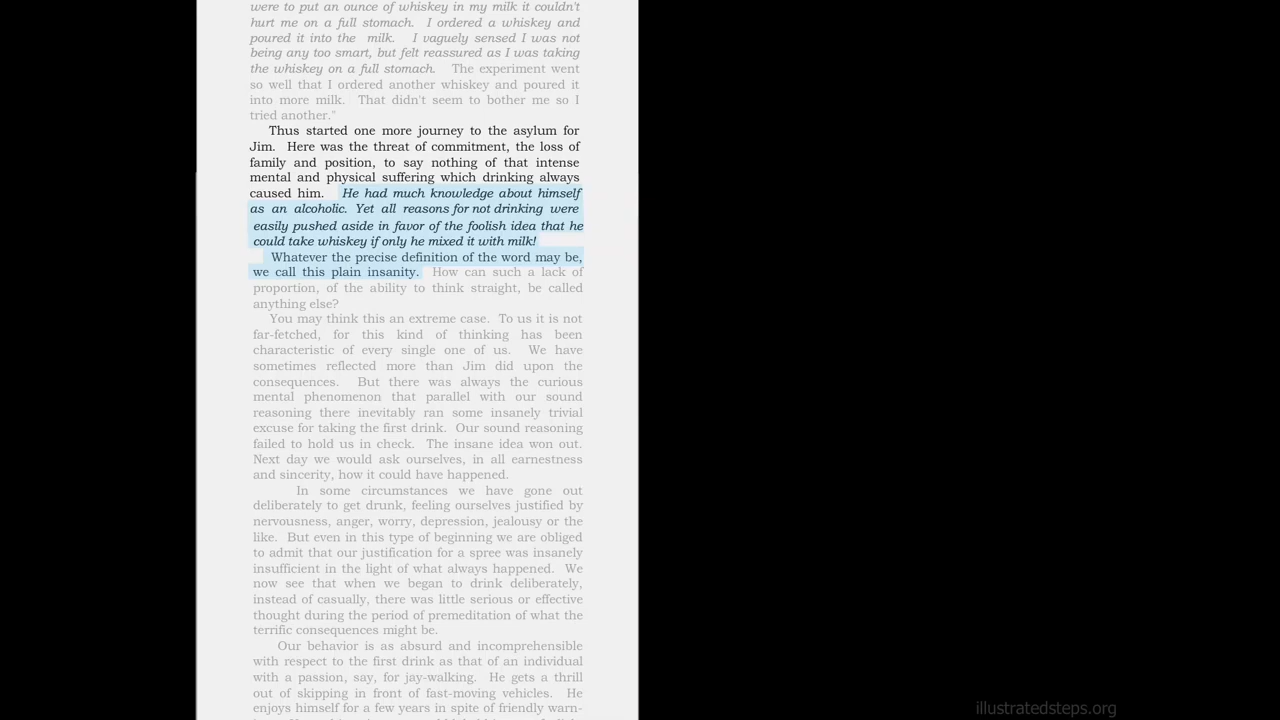 were to put an ounce of whiskey in my milk it couldn't
hurt me on a full stomach. I ordered a whiskey and
poured it into the milk. I vaguely sensed I was not
being any too smart, but felt reassured as I was taking
the whiskey on a full stomach. The experiment went
so well that I ordered another whiskey and poured it
into more milk. That didn't seem to bother me so I
tried another."
Thus started one more journey to the asylum for
Jim. Here was the threat of commitment, the loss of
family and position, to say nothing of that intense
mental and physical suffering which drinking always
caused him. He had much knowledge about himself
as an alcoholic. Yet all reasons for not drinking were
easily pushed aside in favor of the foolish idea that he
could take whiskey if only he mixed it with milk!
Whatever the precise definition of the word may be,
we call this plain insanity. How can such a lack of
proportion, of the ability to think straight, be called
anything else?
You may think this an extreme case. To us it is not
far-fetched, for this kind of thinking has been
characteristic of every single one of us. We have
sometimes reflected more than Jim did upon the
consequences. But there was always the curious
mental phenomenon that parallel with our sound
reasoning there inevitably ran some insanely trivial
excuse for taking the first drink. Our sound reasoning
failed to hold us in check. The insane idea won out.
Next day we would ask ourselves, in all earnestness
and sincerity, how it could have happened.
In some circumstances we have gone out
deliberately to get drunk, feeling ourselves justified by
nervousness, anger, worry, depression, jealousy or the
like. But even in this type of beginning we are obliged
to admit that our justification for a spree was insanely
insufficient in the light of what always happened. We
now see that when we began to drink deliberately,
instead of casually, there was little serious or effective
thought during the period of premeditation of what the
terrific consequences might be.
Our behavior is as absurd and incomprehensible
with respect to the first drink as that of an individual
with a passion, say, for jay-walking. He gets a thrill
out of skipping in front of fast-moving vehicles. He
enjoys himself for a few years in spite of friendly warn-
illustratedsteps.org